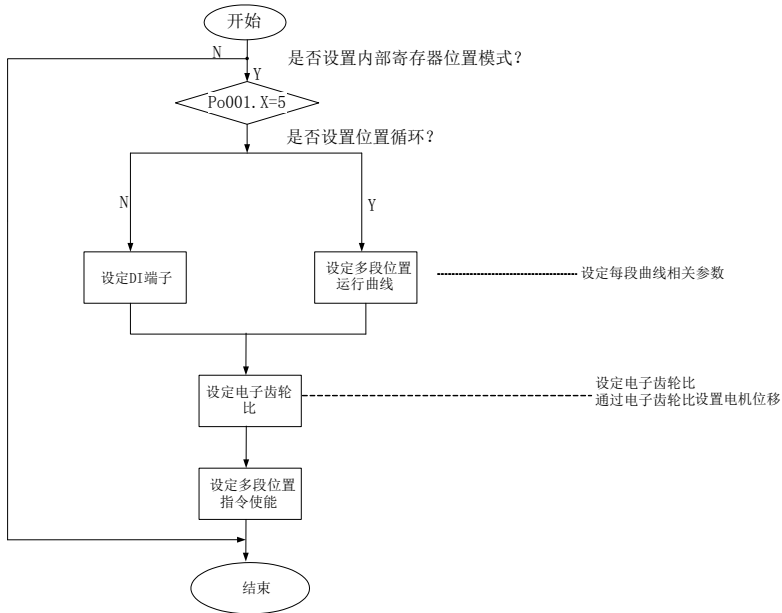 开始
N
是否设置内部寄存器位置模式?
Y
Po001.X=5
是否设置位置循环?
N
Y
设定DI端子
设定多段位置
运行曲线
设定每段曲线相关参数
设定电子齿轮
比
设定电子齿轮比
通过电子齿轮比设置电机位移
设定多段位置
指令使能
结束